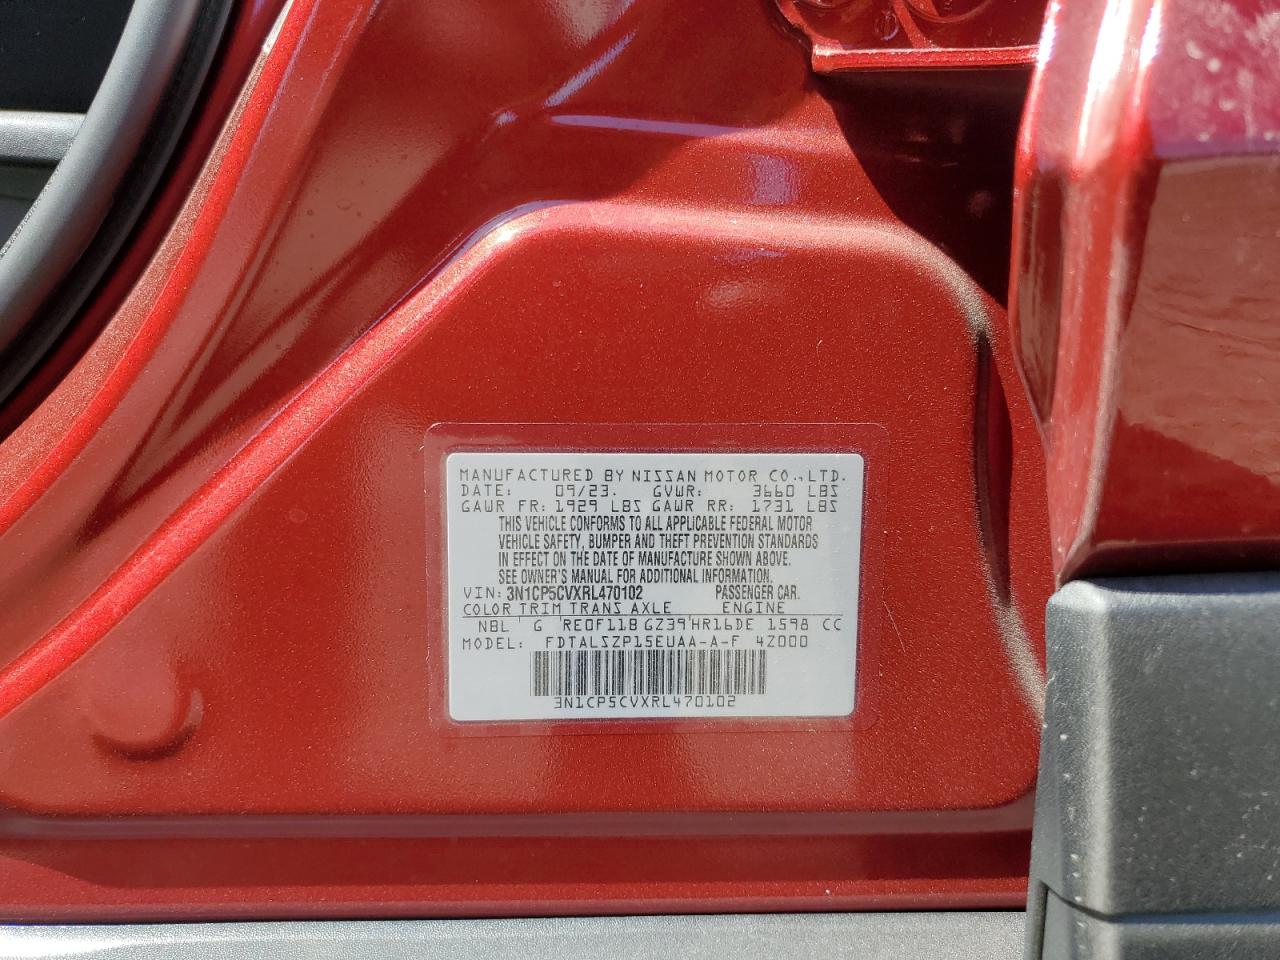 MANUFACTURED BY NISSAN MOTOR CO.,LTD.
DATE: 09/23. GVWR: 3660 LBS
GAWR FR: 1929 LBS GAWR RR: 1731 LBS
THIS VEHICLE CONFORMS TO ALL APPLICABLE FEDERAL MOTOR
VEHICLE SAFETY, BUMPER AND THEFT PREVENTION STANDARDS
IN EFFECT ON THE DATE OF MANUFACTURE SHOWN ABOVE.
SEE OWNER'S MANUAL FOR ADDITIONAL INFORMATION.
VIN: 3N1CP5CVXRL470102 PASSENGER CAR.
COLOR TRIM TRANS AXLE ENGINE
NBL G RE0F11B GZ39 HR16DE 1598 CC
MODEL: FDTALSZP15EUAA-A-F 4Z000
3N1CP5CVXRL470102